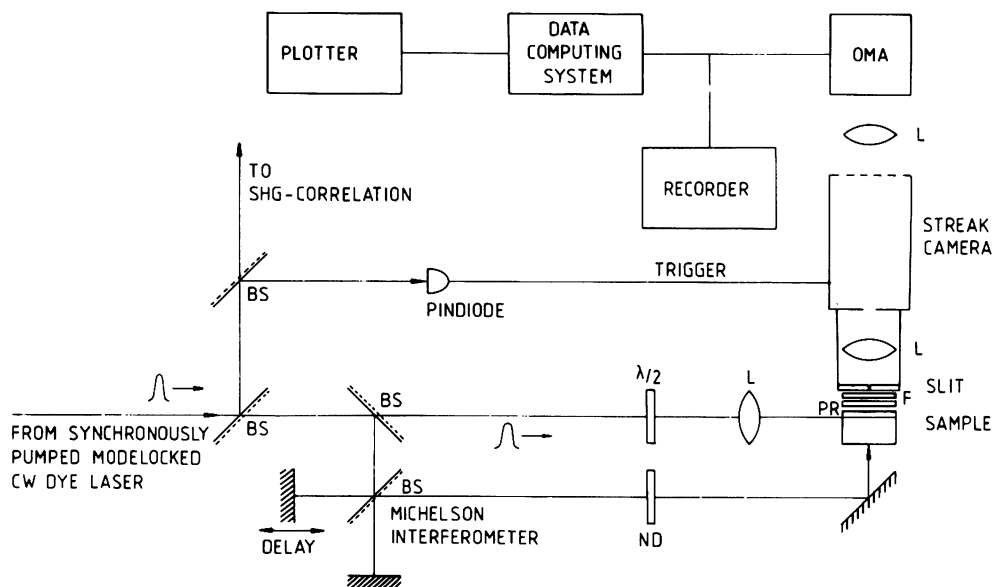 PLOTTER
DATA
COMPUTING
SYSTEM
OMA
L
RECORDER
TO
SHG-CORRELATION
STREAK
CAMERA
TRIGGER
BS
PINDIODE
L
λ/2
L
SLIT
F
BS
BS
PR
SAMPLE
FROM SYNCHRONOUSLY
PUMPED MODELOCKED
CW DYE LASER
BS
MICHELSON
INTERFEROMETER
DELAY
ND